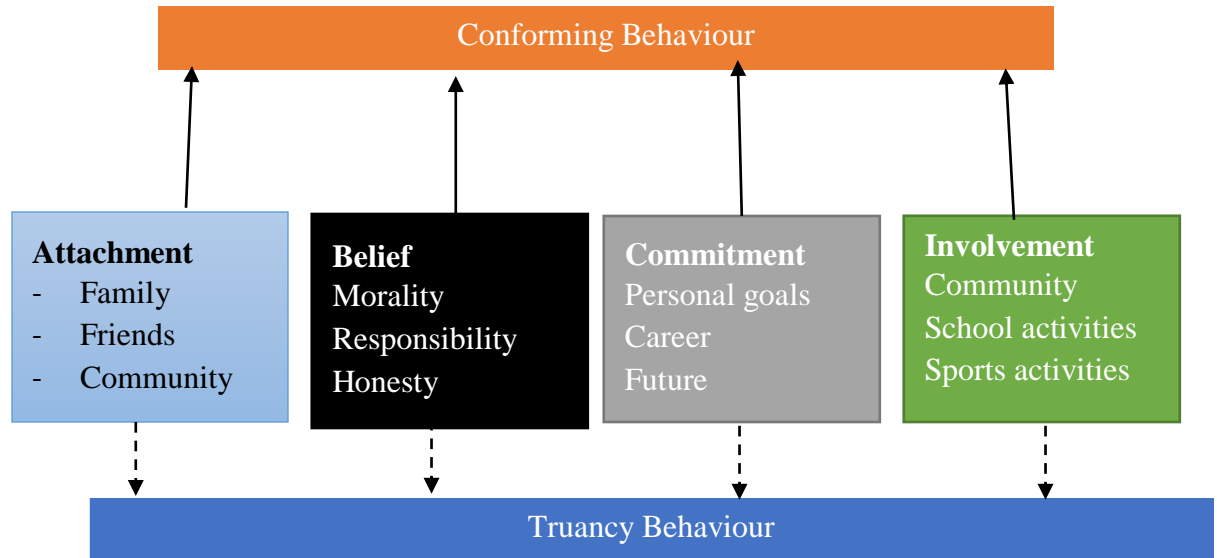 Conforming Behaviour
Attachment
- Family
- Friends
- Community
Belief
Morality
Responsibility
Honesty
Commitment
Personal goals
Career
Future
Involvement
Community
School activities
Sports activities
Truancy Behaviour